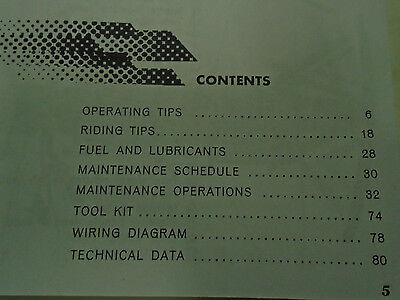 CONTENTS
OPERATING TIPS .......................... 6
RIDING TIPS ............................... 18
FUEL AND LUBRICANTS ................... 28
MAINTENANCE SCHEDULE ................ 30
MAINTENANCE OPERATIONS ............. 32
TOOL KIT .................................. 74
WIRING DIAGRAM ......................... 78
TECHNICAL DATA .......................... 80
5